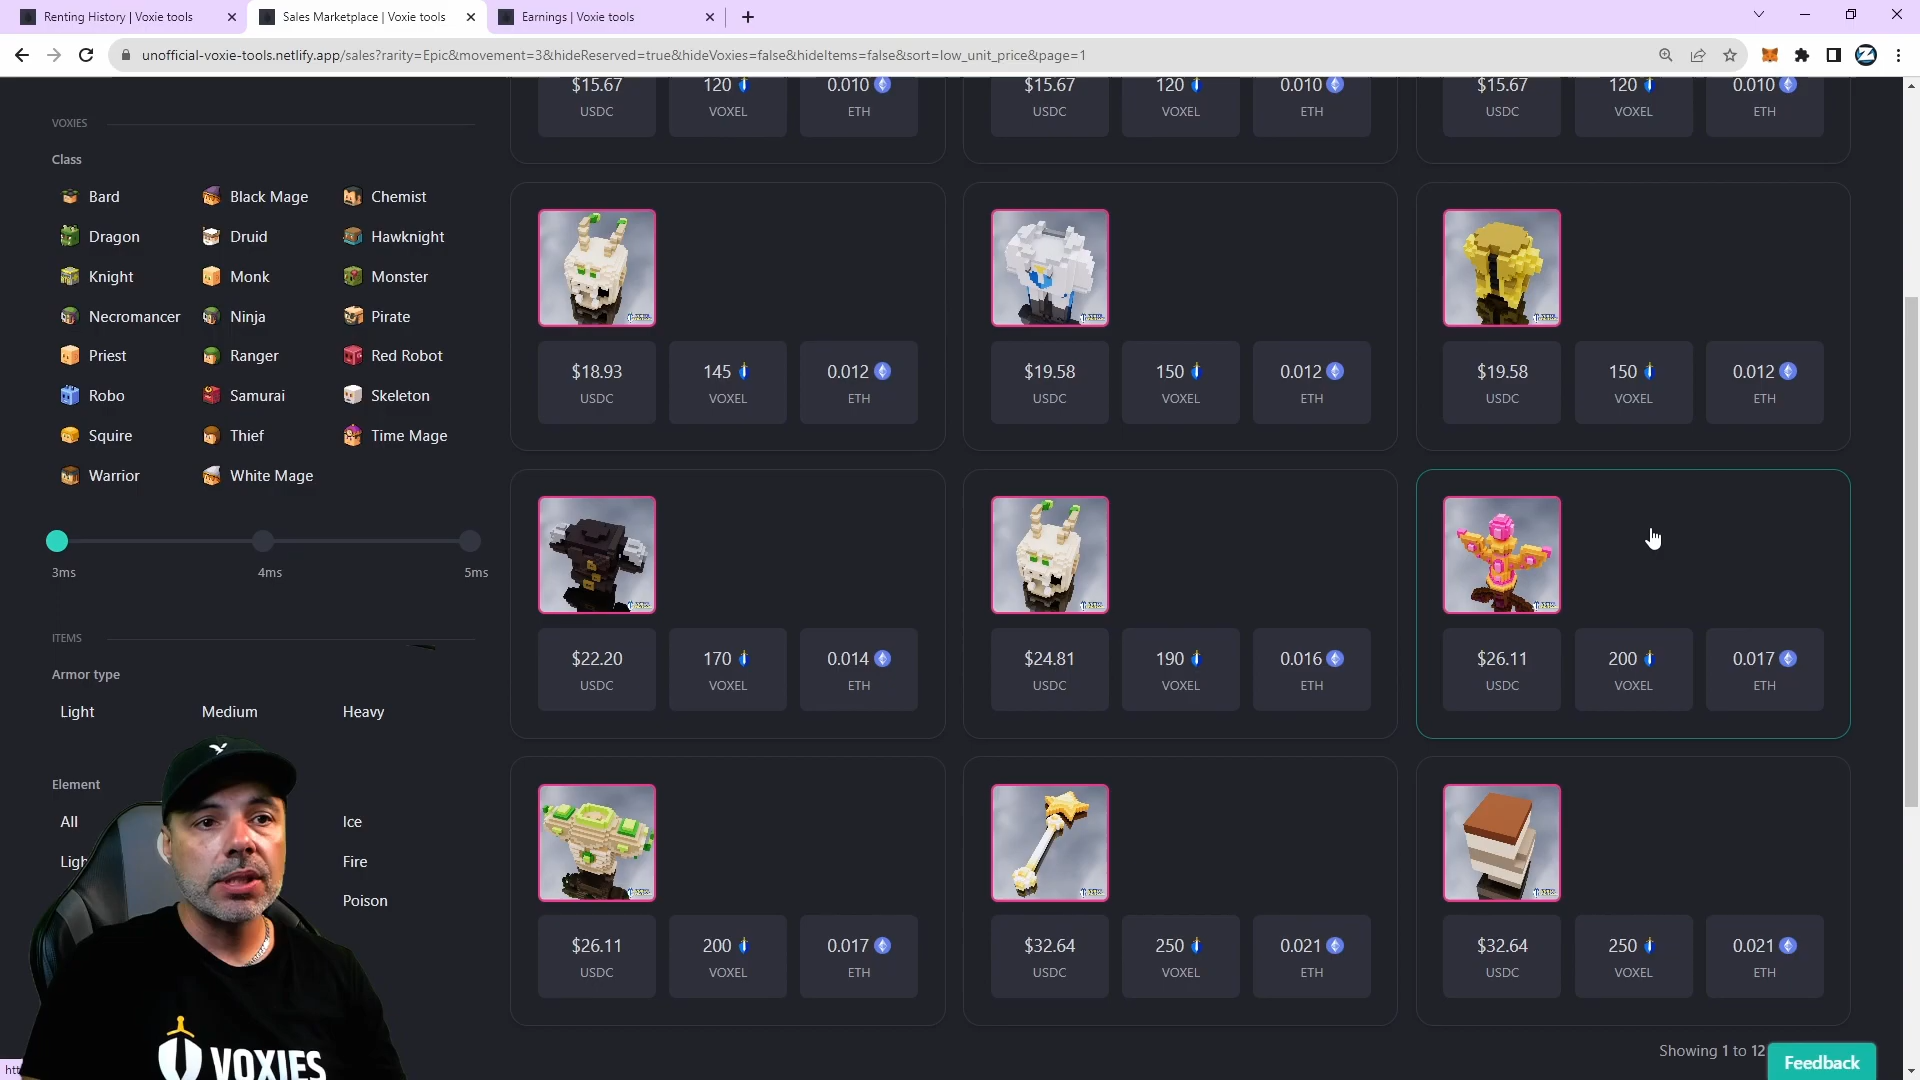 Renting History | Voxie tools
Sales Marketplace | Voxie tools
Earnings | Voxie tools
unofficial-voxie-tools.netlify.app/sales?rarity=Epic&movement=3&hideReserved=true&hideVoxies=false&hideItems=false&sort=low_unit_price&page=1
$15.67 120 0.010 $15.67 120 0.010 $15.67 120 0.010
USDC VOXEL ETH USDC VOXEL ETH USDC VOXEL ETH
VOXIES
Class
Bard Black Mage Chemist
Dragon Druid Hawknight
Knight Monk Monster
Necromancer Ninja Pirate
Priest Ranger Red Robot
Robo Samurai Skeleton
Squire Thief Time Mage
Warrior White Mage
3ms 4ms 5ms
ITEMS
Armor type
Light Medium Heavy
Element
All Ice
Fire
Poison
$18.93 145 0.012 $19.58 150 0.012 $19.58 150 0.012
USDC VOXEL ETH USDC VOXEL ETH USDC VOXEL ETH
$22.20 170 0.014 $24.81 190 0.016 $26.11 200 0.017
USDC VOXEL ETH USDC VOXEL ETH USDC VOXEL ETH
$26.11 200 0.017 $32.64 250 0.021 $32.64 250 0.021
USDC VOXEL ETH USDC VOXEL ETH USDC VOXEL ETH
Showing 1 to 12
Feedback
VOXIES